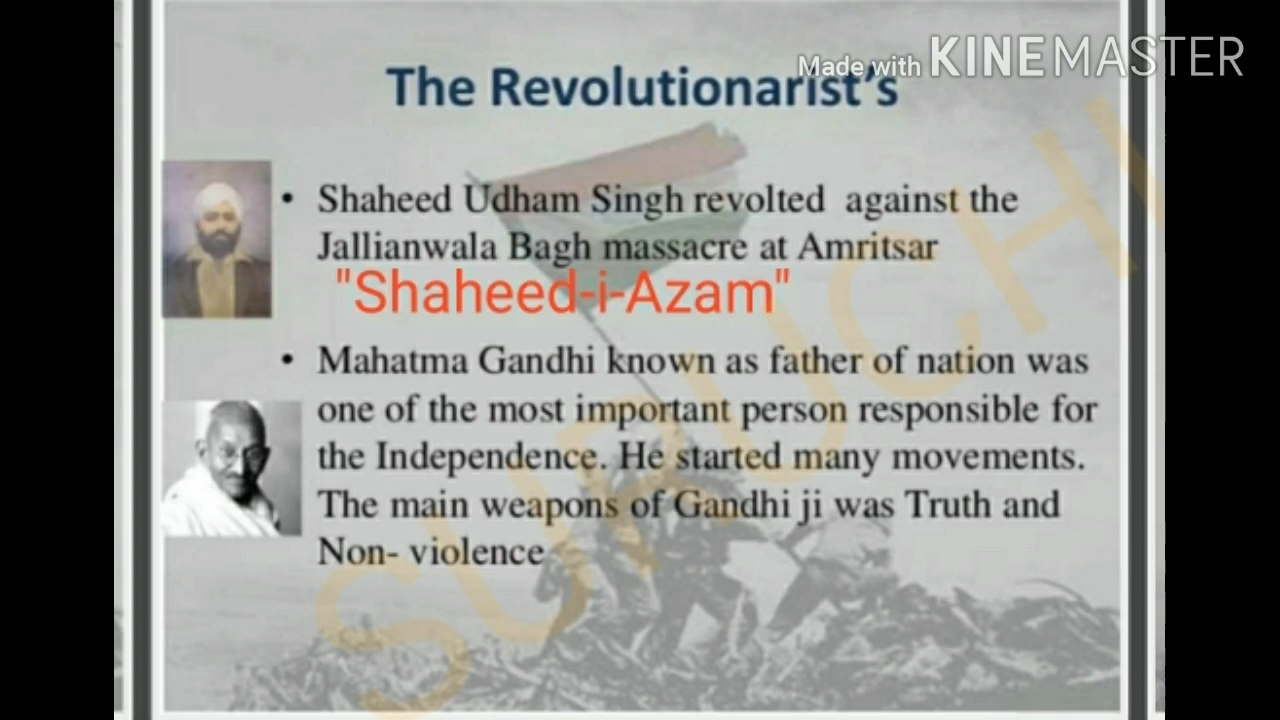 Made with KINEMASTER
The Revolutionarist's
• Shaheed Udham Singh revolted against the
Jallianwala Bagh massacre at Amritsar
"Shaheed-i-Azam"
• Mahatma Gandhi known as father of nation was
one of the most important person responsible for
the Independence. He started many movements.
The main weapons of Gandhi ji was Truth and
Non- violence
SURUCHI